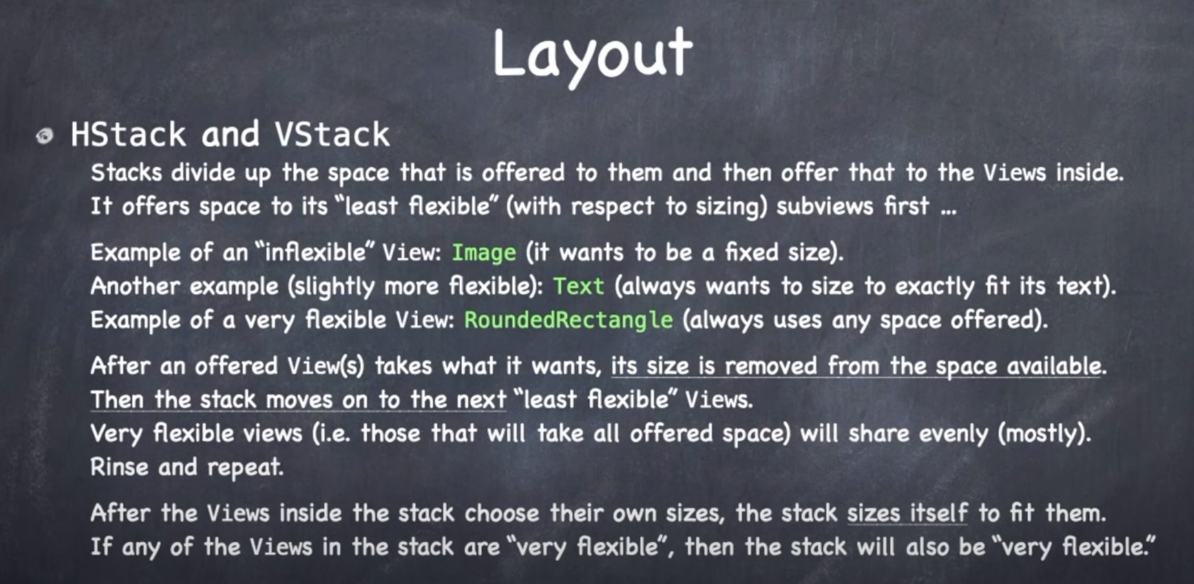 Layout
HStack and VStack
Stacks divide up the space that is offered to them and then offer that to the Views inside.
It offers space to its “least flexible” (with respect to sizing) subviews first ...
Example of an “inflexible” View: Image (it wants to be a fixed size).
Another example (slightly more flexible): Text (always wants to size to exactly fit its text).
Example of a very flexible View: RoundedRectangle (always uses any space offered).
After an offered View(s) takes what it wants, its size is removed from the space available.
Then the stack moves on to the next “least flexible” Views.
Very flexible views (i.e. those that will take all offered space) will share evenly (mostly).
Rinse and repeat.
After the Views inside the stack choose their own sizes, the stack sizes itself to fit them.
If any of the Views in the stack are “very flexible”, then the stack will also be “very flexible.”